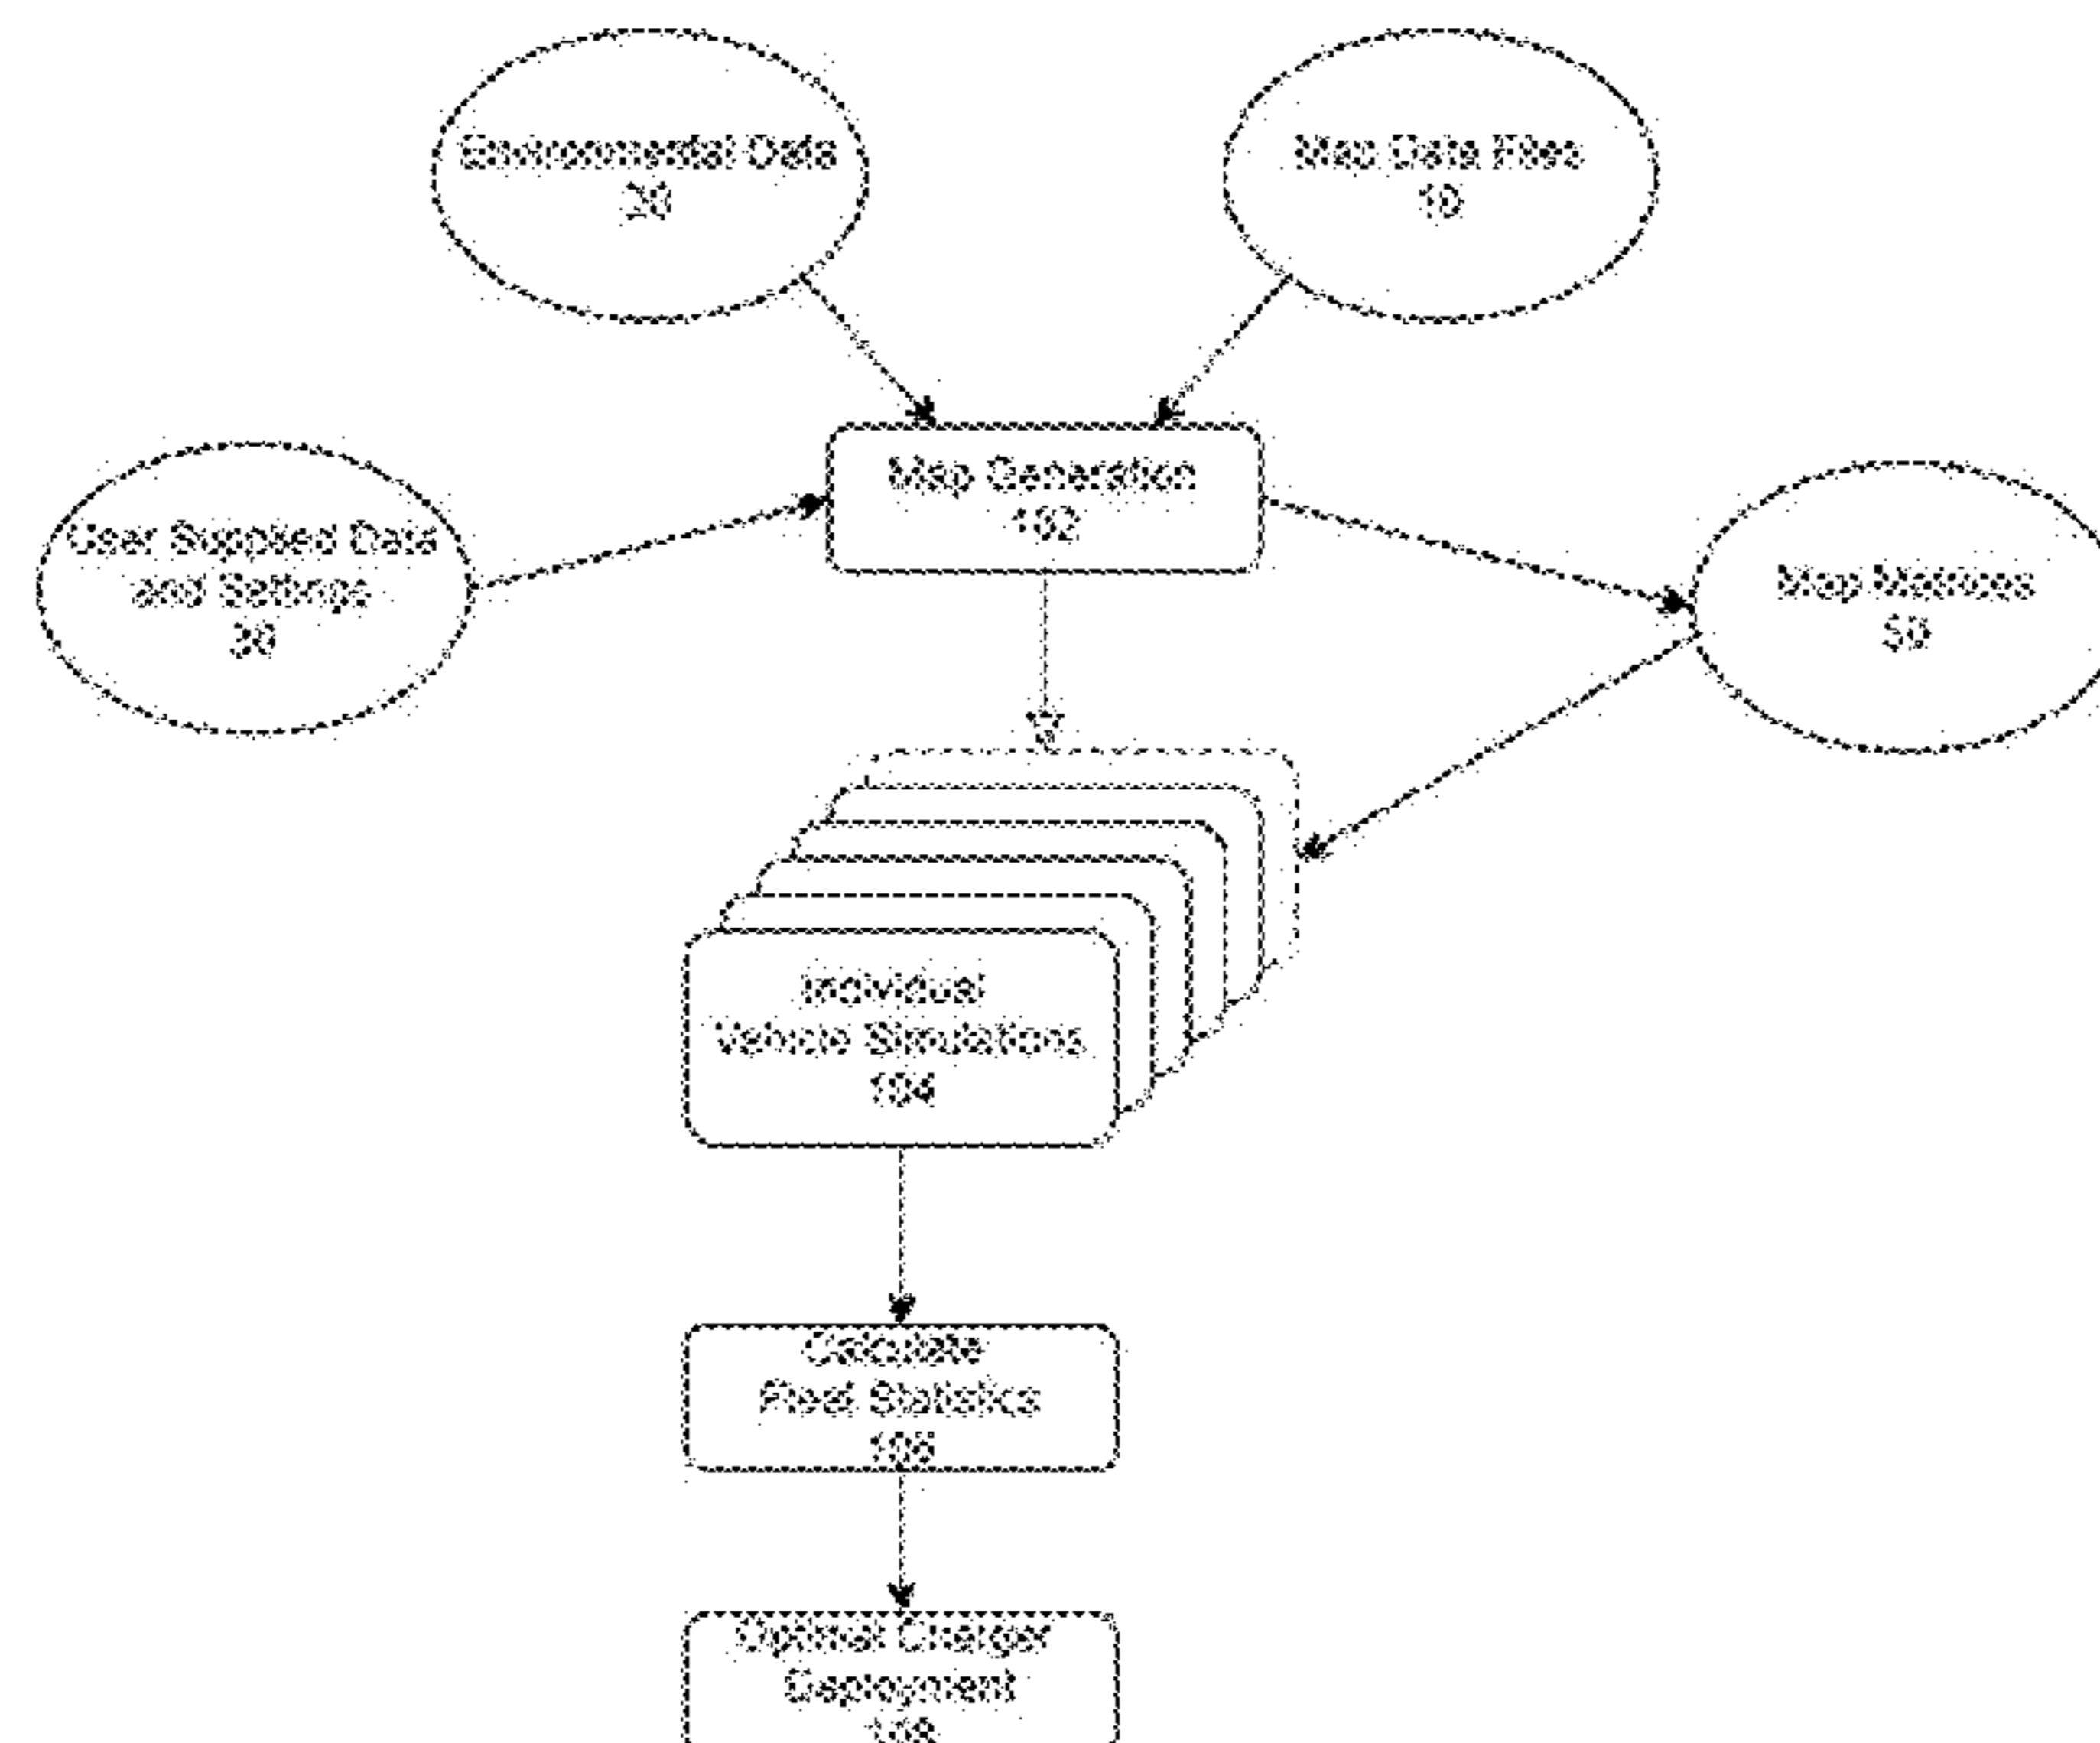 Environmental Data
20
Map Data Files
10
Map Generation
102
User Supplied Data
and Settings
30
Map Matrices
50
Individual
Vehicle Simulations
104
Calculate
Fleet Statistics
106
Optimal Charger
Deployment
108